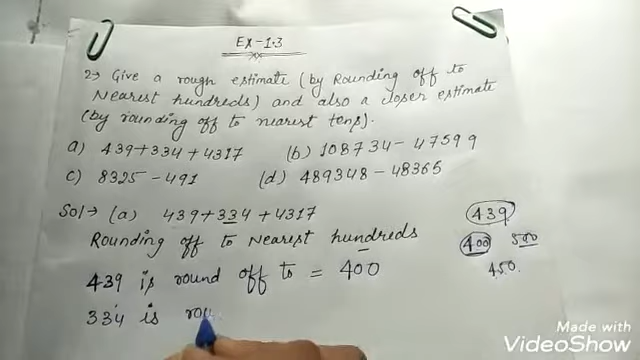 Ex-1.3
2→ Give a rough estimate (by Rounding off to
Nearest hundreds) and also a closer estimate
(by rounding off to nearest tens).
a) 439+334+4317 (b) 108734-47599
c) 8325-491 (d) 489348-48365
Sol→ (a) 439+334+4317
Rounding off to Nearest hundreds
439 is round off to = 400
334 is rou
439
400 500
450
Made with
VideoShow